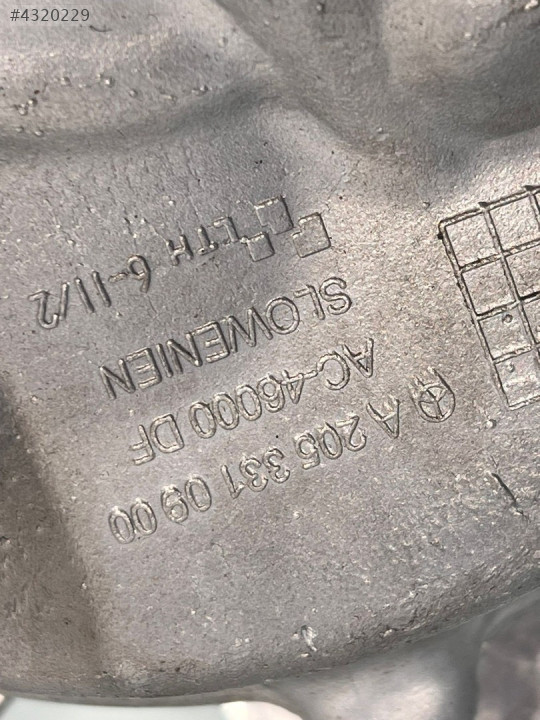 #4320229
A 205 331 09 00
AC-46000 DF
SLOWENIEN
LTH 6-11/2